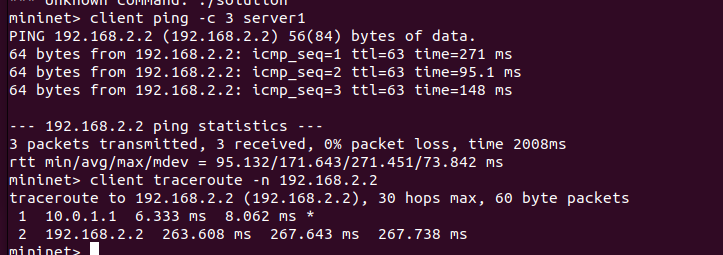 *** Unknown command: ./solution
mininet> client ping -c 3 server1
PING 192.168.2.2 (192.168.2.2) 56(84) bytes of data.
64 bytes from 192.168.2.2: icmp_seq=1 ttl=63 time=271 ms
64 bytes from 192.168.2.2: icmp_seq=2 ttl=63 time=95.1 ms
64 bytes from 192.168.2.2: icmp_seq=3 ttl=63 time=148 ms
--- 192.168.2.2 ping statistics ---
3 packets transmitted, 3 received, 0% packet loss, time 2008ms
rtt min/avg/max/mdev = 95.132/171.643/271.451/73.842 ms
mininet> client traceroute -n 192.168.2.2
traceroute to 192.168.2.2 (192.168.2.2), 30 hops max, 60 byte packets
 1  10.0.1.1  6.333 ms  8.062 ms *
 2  192.168.2.2  263.608 ms  267.643 ms  267.738 ms
mininet>